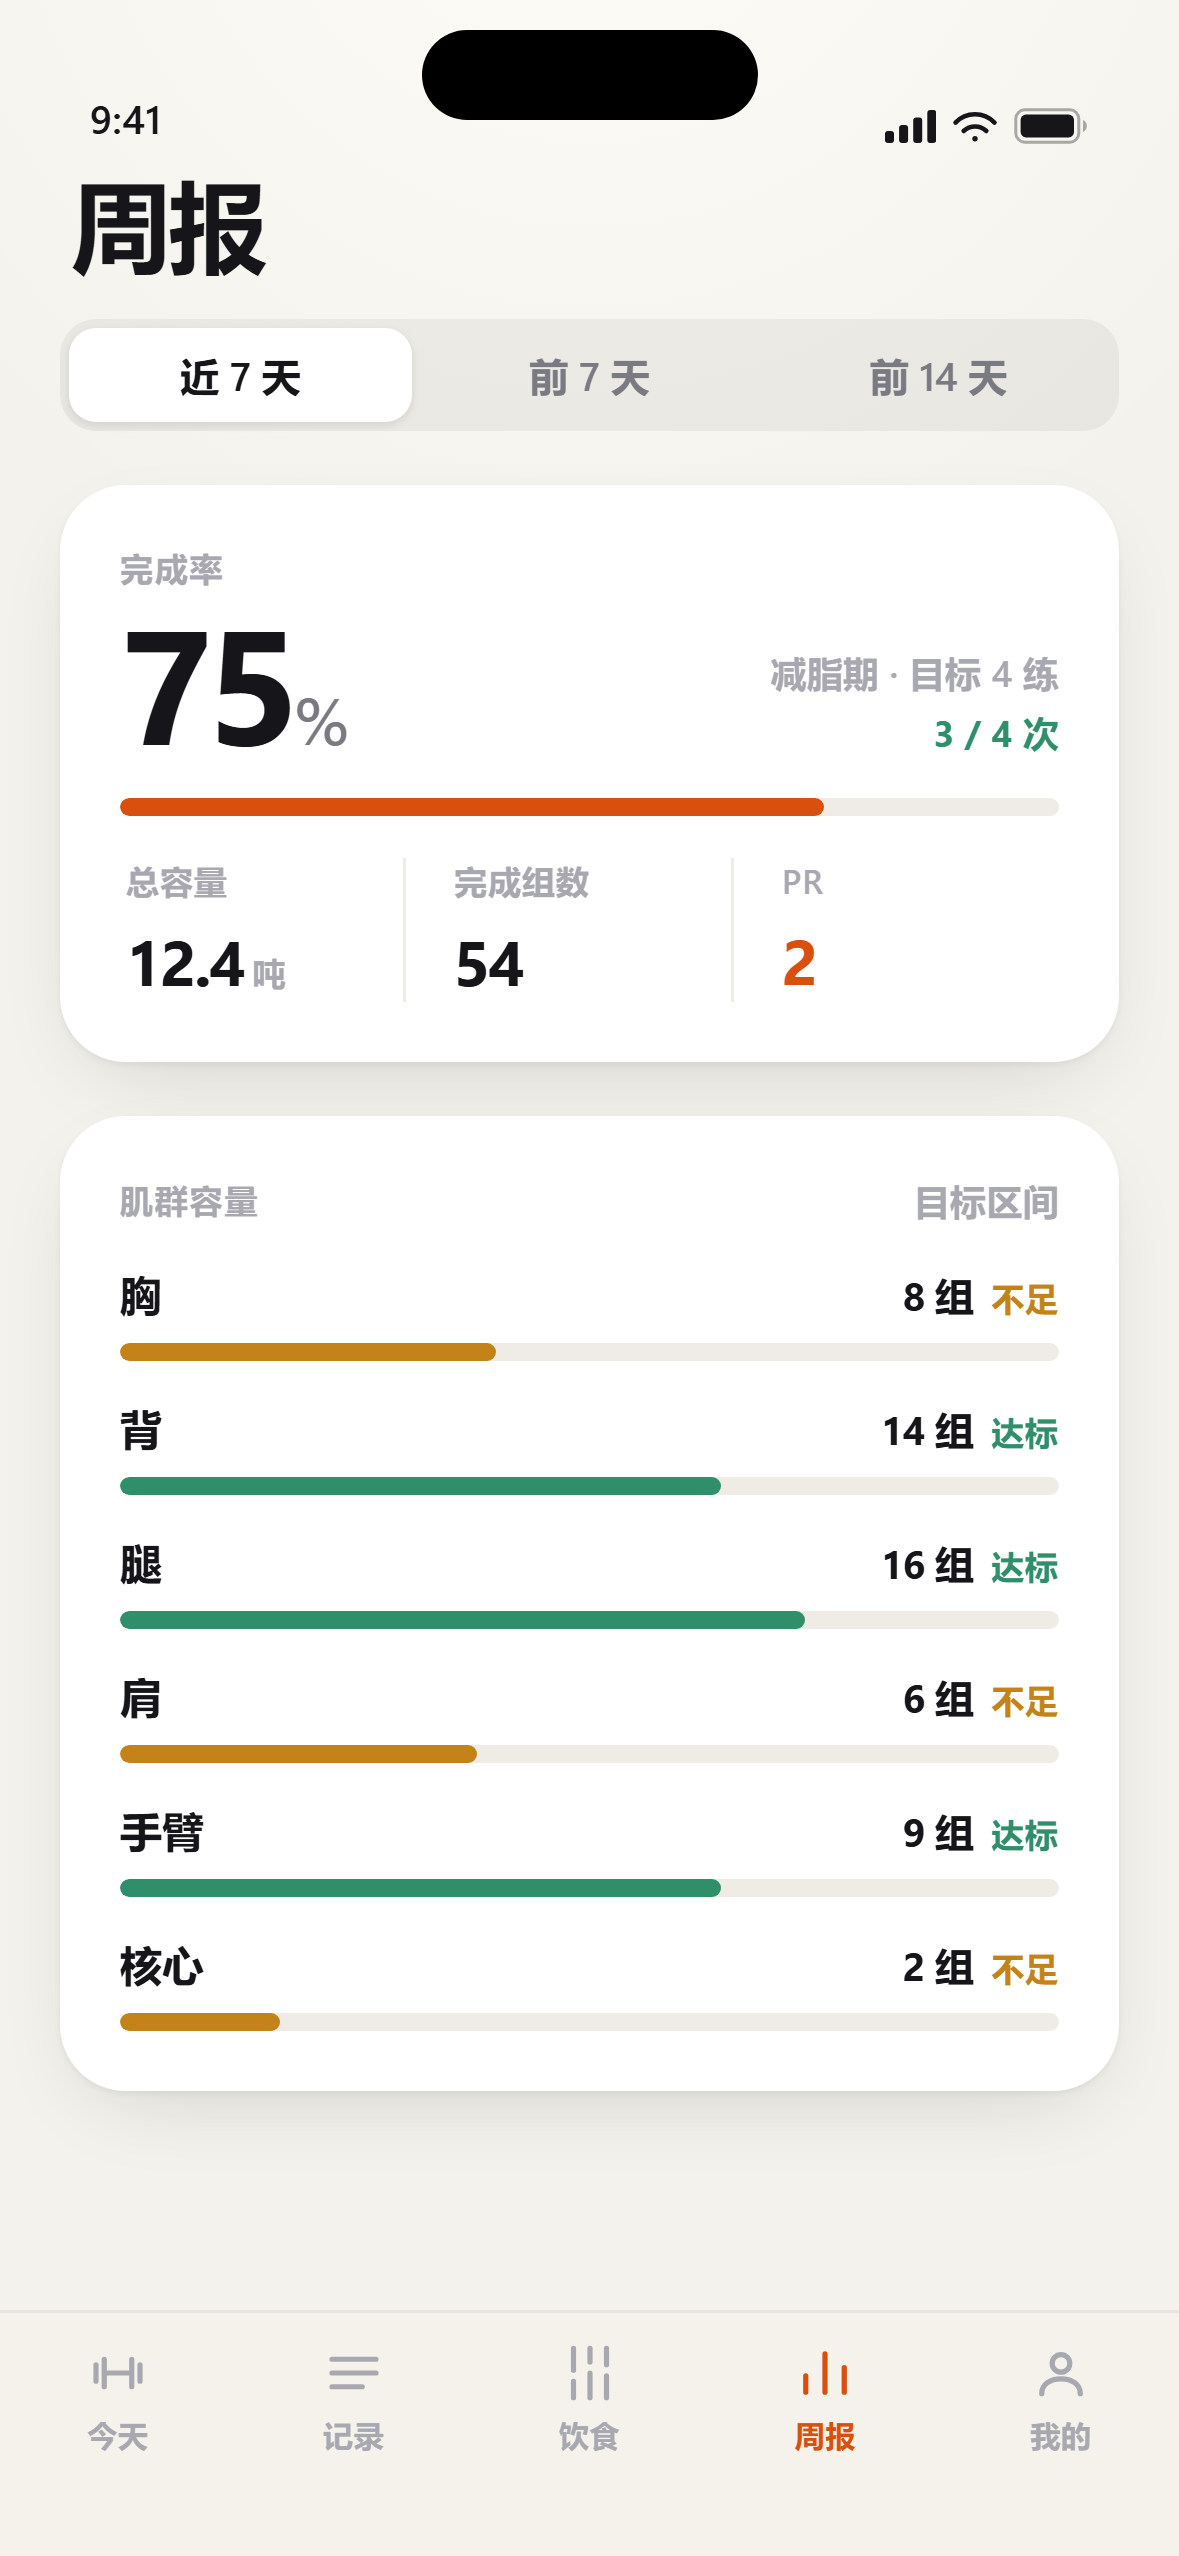 9:41
周报
近 7 天
前 7 天
前 14 天
完成率
75%
减脂期 · 目标 4 练
3 / 4 次
总容量
完成组数
PR
12.4 吨
54
2
肌群容量
目标区间
胸
8 组 不足
背
14 组 达标
腿
16 组 达标
肩
6 组 不足
手臂
9 组 达标
核心
2 组 不足
今天
记录
饮食
周报
我的